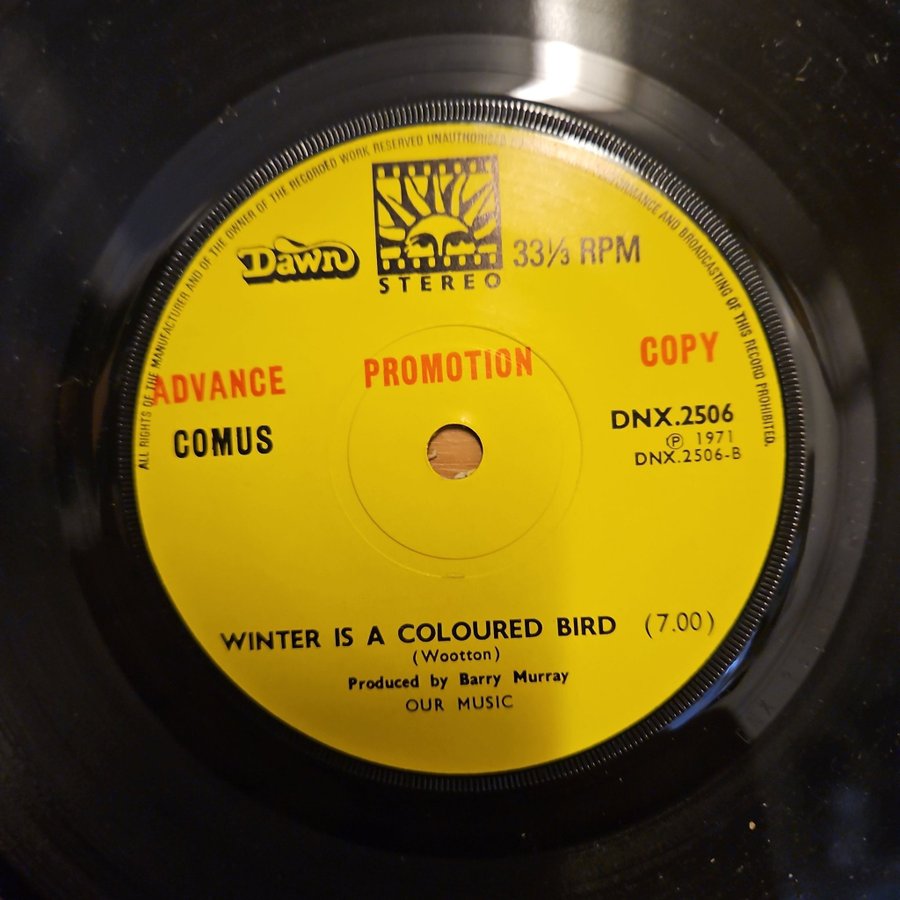 ALL RIGHTS OF THE MANUFACTURER AND OF THE OWNER OF THE RECORDED WORK RESERVED UNAUTHORISED PERFORMANCE AND BROADCASTING OF THIS RECORD PROHIBITED.
Dawn
STEREO
33⅓ RPM
ADVANCE PROMOTION COPY
COMUS
DNX.2506
Ⓟ 1971
DNX.2506-B
WINTER IS A COLOURED BIRD (7.00)
(Wootton)
Produced by Barry Murray
OUR MUSIC